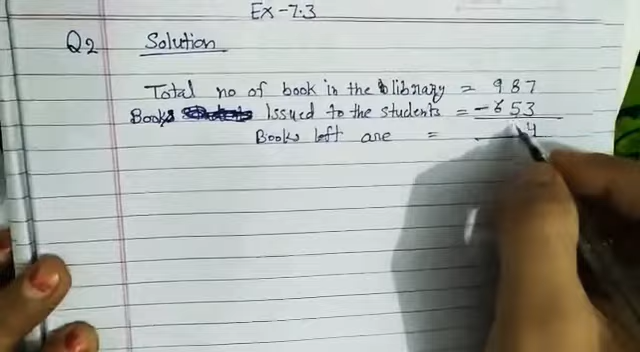 Ex-7.3
Q2 Solution
Total no of book in the library = 987
Books Issued to the students = -653
Books left are = 4